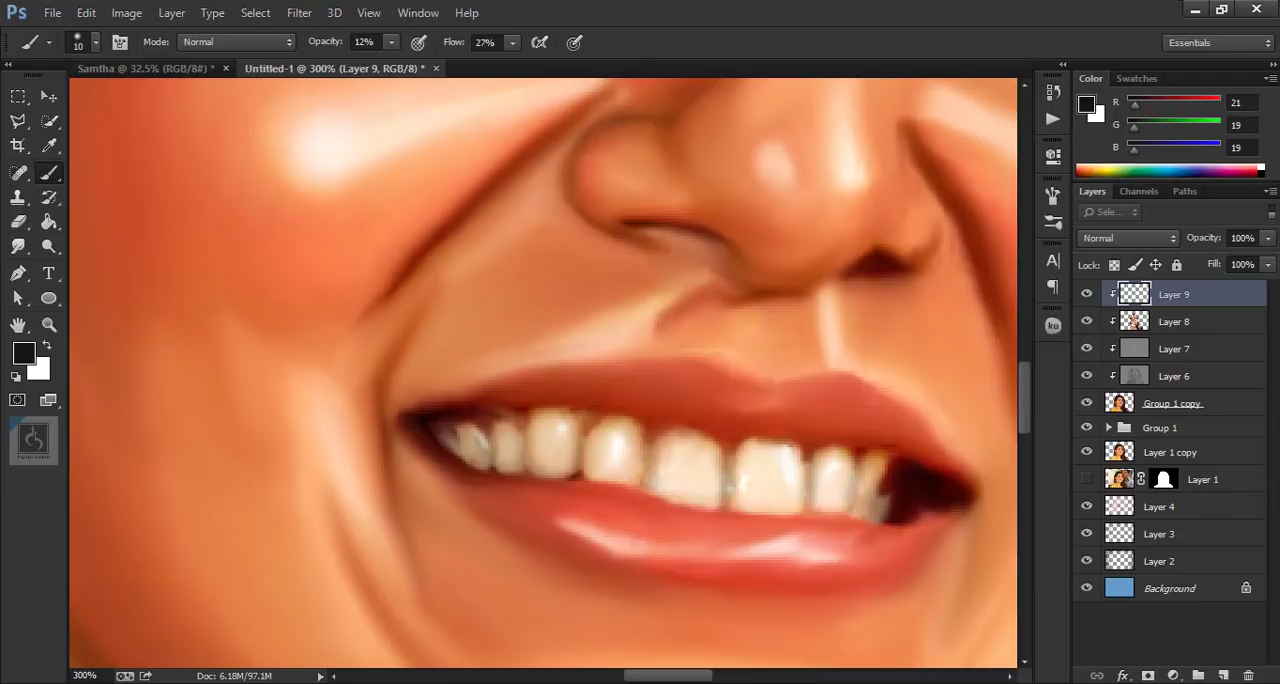 Ps File Edit Image Layer Type Select Filter 3D View Window Help
10 Mode: Normal Opacity: 12% Flow: 27% Essentials
Samtha @ 32.5% (RGB/8#) * × Untitled-1 @ 300% (Layer 9, RGB/8) * ×
Color Swatches
R 21
G 19
B 19
Layers Channels Paths
Sele...
Normal Opacity: 100%
Lock: Fill: 100%
Layer 9
Layer 8
Layer 7
Layer 6
Group 1 copy
Group 1
Layer 1 copy
Layer 1
Layer 4
Layer 3
Layer 2
Background
T
A
ku
fx
300% Doc: 6.18M/97.1M